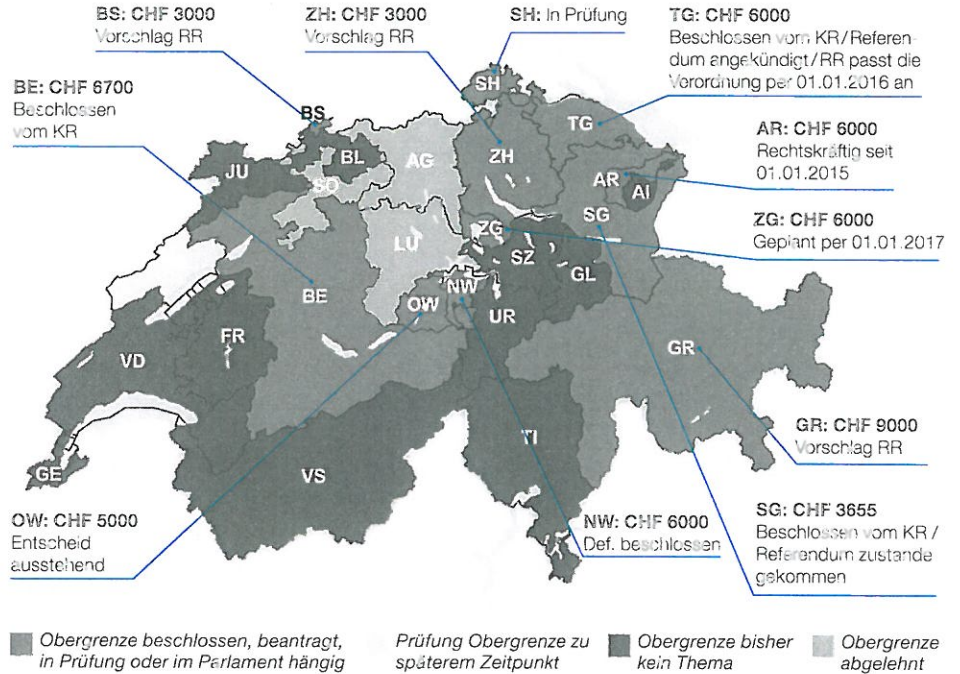 BS: CHF 3000
Vorschlag RR
ZH: CHF 3000
Vorschlag RR
SH: In Prüfung
TG: CHF 6000
Beschlossen vom KR/Referen-
dum angekündigt/RR passt die
Verordnung per 01.01.2016 an
BE: CHF 6700
Beschlossen
vom KR
AR: CHF 6000
Rechtskräftig seit
01.01.2015
ZG: CHF 6000
Geplant per 01.01.2017
SH
BS
TG
BL
AG
ZH
JU
SO
AR
AI
SG
LU
ZG
SZ
GL
NW
BE
OW
UR
FR
GR
VD
TI
VS
GE
GR: CHF 9000
Vorschlag RR
OW: CHF 5000
Entscheid
ausstehend
NW: CHF 6000
Def. beschlossen
SG: CHF 3655
Beschlossen vom KR/
Referendum zustande
gekommen
Obergrenze beschlossen, beantragt,
in Prüfung oder im Parlament hängig
Prüfung Obergrenze zu
späterem Zeitpunkt
Obergrenze bisher
kein Thema
Obergrenze
abgelehnt